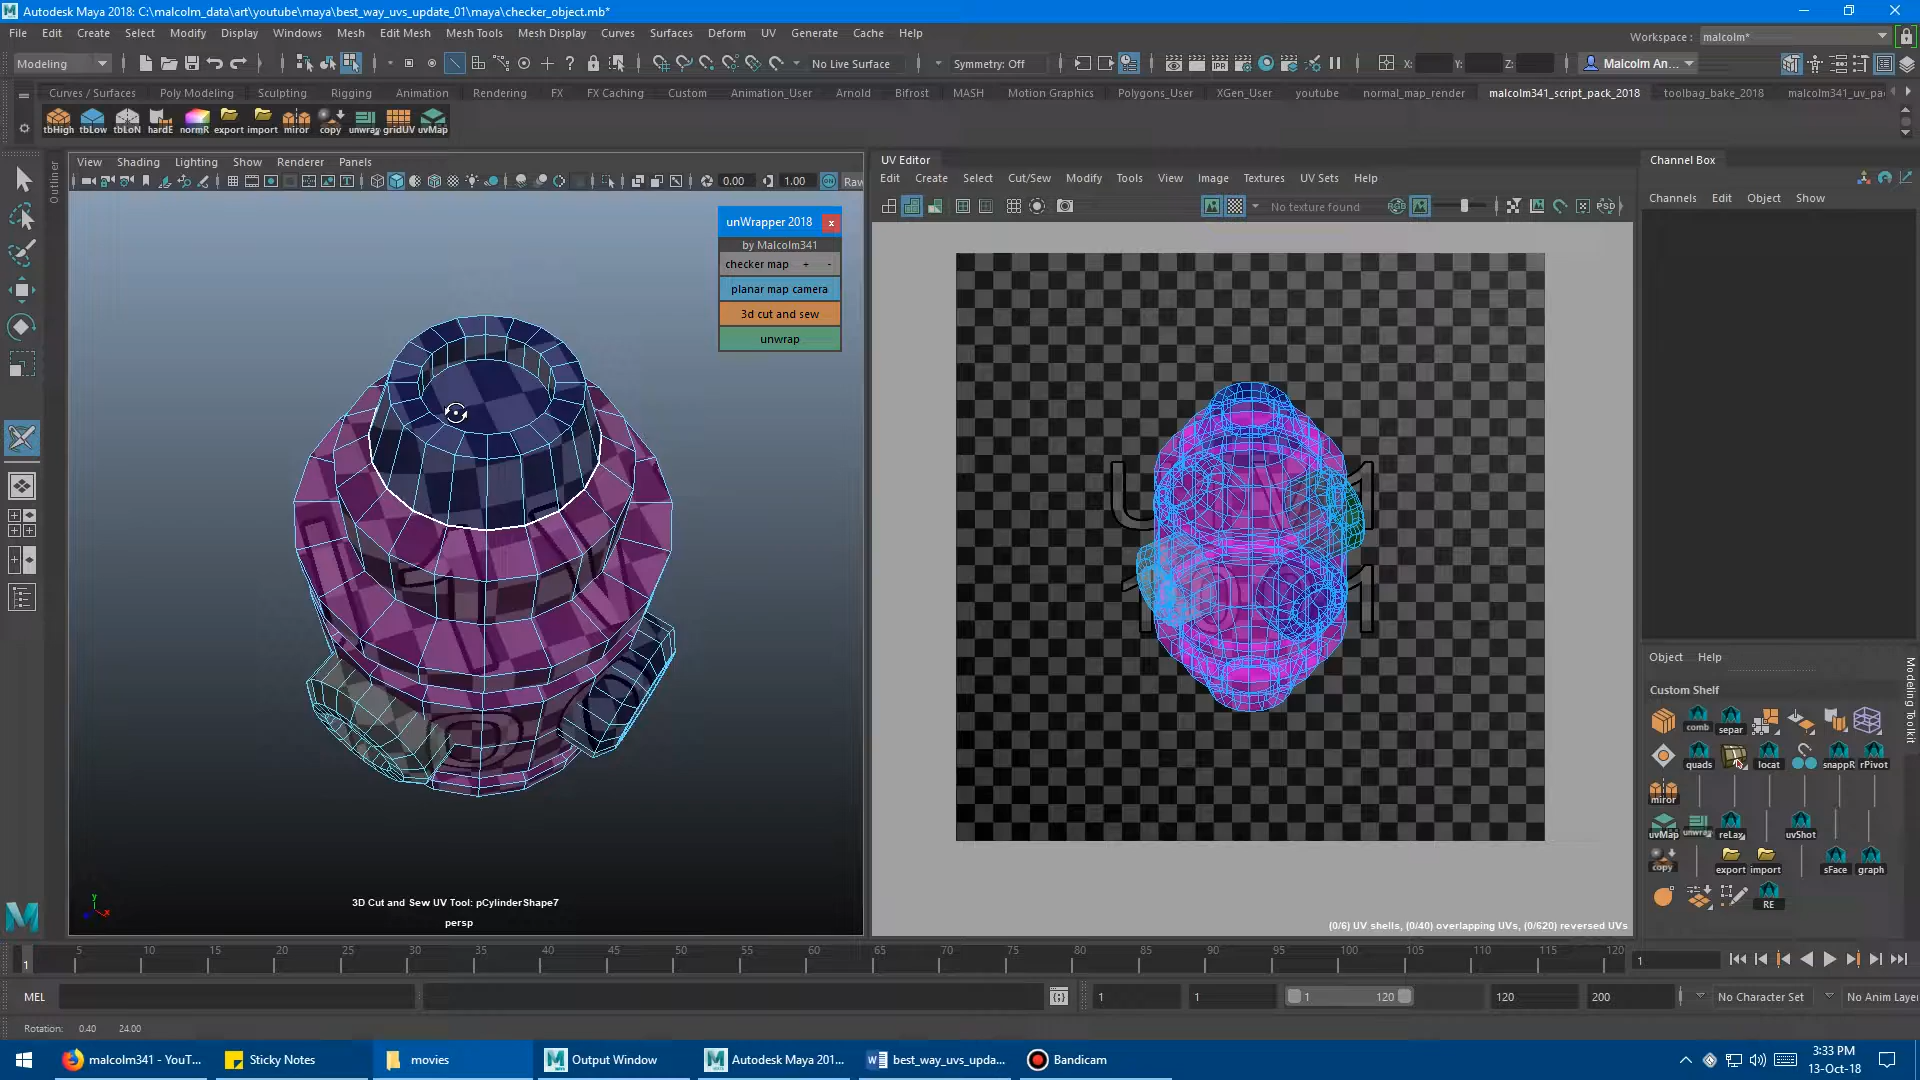 Autodesk Maya 2018: C:\malcolm_data\art\youtube\maya\best_way_uvs_update_01\maya\checker_object.mb*
File Edit Create Select Modify Display Windows Mesh Edit Mesh Mesh Tools Mesh Display Curves Surfaces Deform UV Generate Cache Help
Workspace : malcolm*
Modeling
No Live Surface
Symmetry: Off
X:
Y:
Z:
Malcolm An...
Curves / Surfaces Poly Modeling Sculpting Rigging Animation Rendering FX FX Caching Custom Animation_User Arnold Bifrost MASH Motion Graphics Polygons_User XGen_User youtube normal_map_render malcolm341_script_pack_2018 toolbag_bake_2018 malcolm341_uv_pa
tbHigh tbLow tbLoN hardE normR export import miror copy unwraj gridUV uvMap
Outliner
View Shading Lighting Show Renderer Panels
0.00
1.00
Raw
unWrapper 2018 x
by Malcolm341
checker map + -
planar map camera
3d cut and sew
unwrap
3D Cut and Sew UV Tool: pCylinderShape7
persp
UV Editor
Edit Create Select Cut/Sew Modify Tools View Image Textures UV Sets Help
No texture found
(0/6) UV shells, (0/40) overlapping UVs, (0/620) reversed UVs
Channel Box
Channels Edit Object Show
Object Help
Custom Shelf
comb separ
quads locat snappR rPivot
miror
uvMap unwraj reLax uvShot
copy export import sFace graph
RE
Modeling Toolkit
5 10 15 20 25 30 35 40 45 50 55 60 65 70 75 80 85 90 95 100 105 110 115 120
1
1
MEL
1
1
1 120
120
200
No Character Set
No Anim Laye
Rotation: 0.40 24.00
malcolm341 - YouT...
Sticky Notes
movies
Output Window
Autodesk Maya 201...
best_way_uvs_upda...
Bandicam
3:33 PM
13-Oct-18